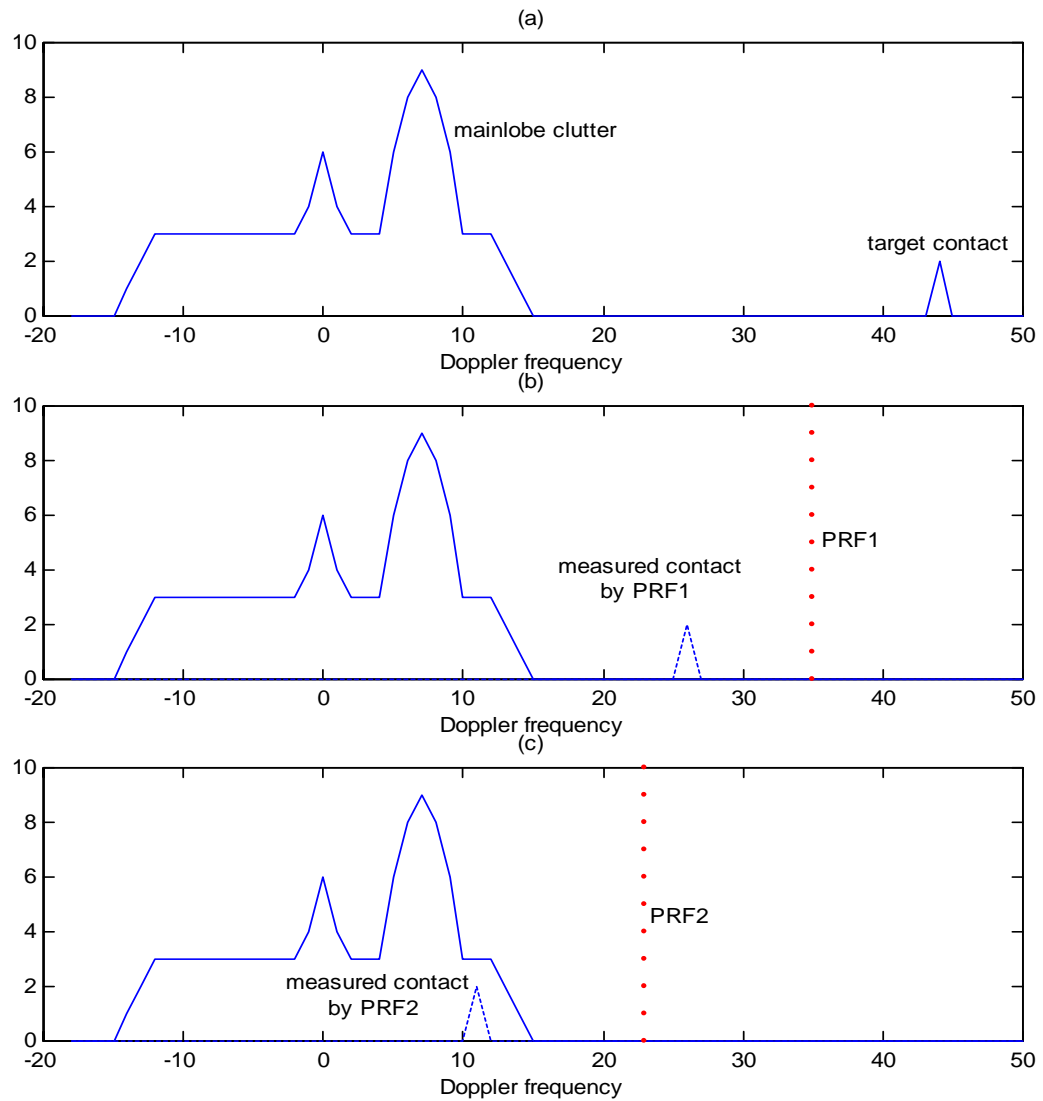 (a)
10
8
6
4
2
0
mainlobe clutter
target contact
-20 -10 0 10 20 30 40 50
Doppler frequency
(b)
10
8
6
4
2
0
PRF1
measured contact
by PRF1
-20 -10 0 10 20 30 40 50
Doppler frequency
(c)
10
8
6
4
2
0
PRF2
measured contact
by PRF2
-20 -10 0 10 20 30 40 50
Doppler frequency